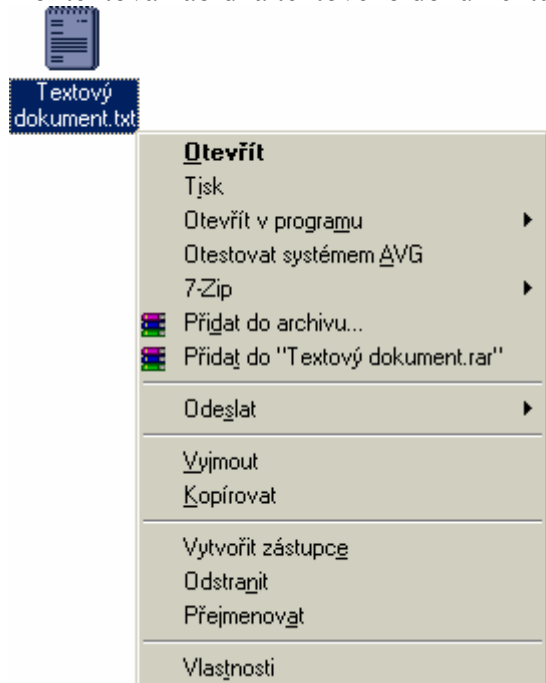 Textový
dokument.txt
Otevřít
Tisk
Otevřít v programu
Otestovat systémem AVG
7-Zip
Přidat do archivu...
Přidat do "Textový dokument.rar"
Odeslat
Vyjmout
Kopírovat
Vytvořit zástupce
Odstranit
Přejmenovat
Vlastnosti